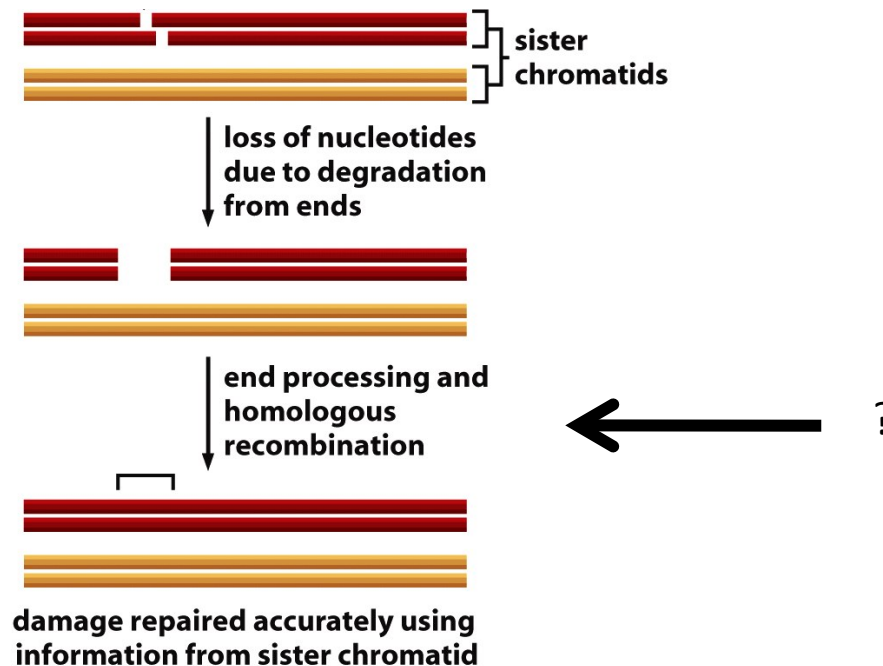 sister
chromatids
loss of nucleotides
due to degradation
from ends
end processing and
homologous
recombination
?
damage repaired accurately using
information from sister chromatid